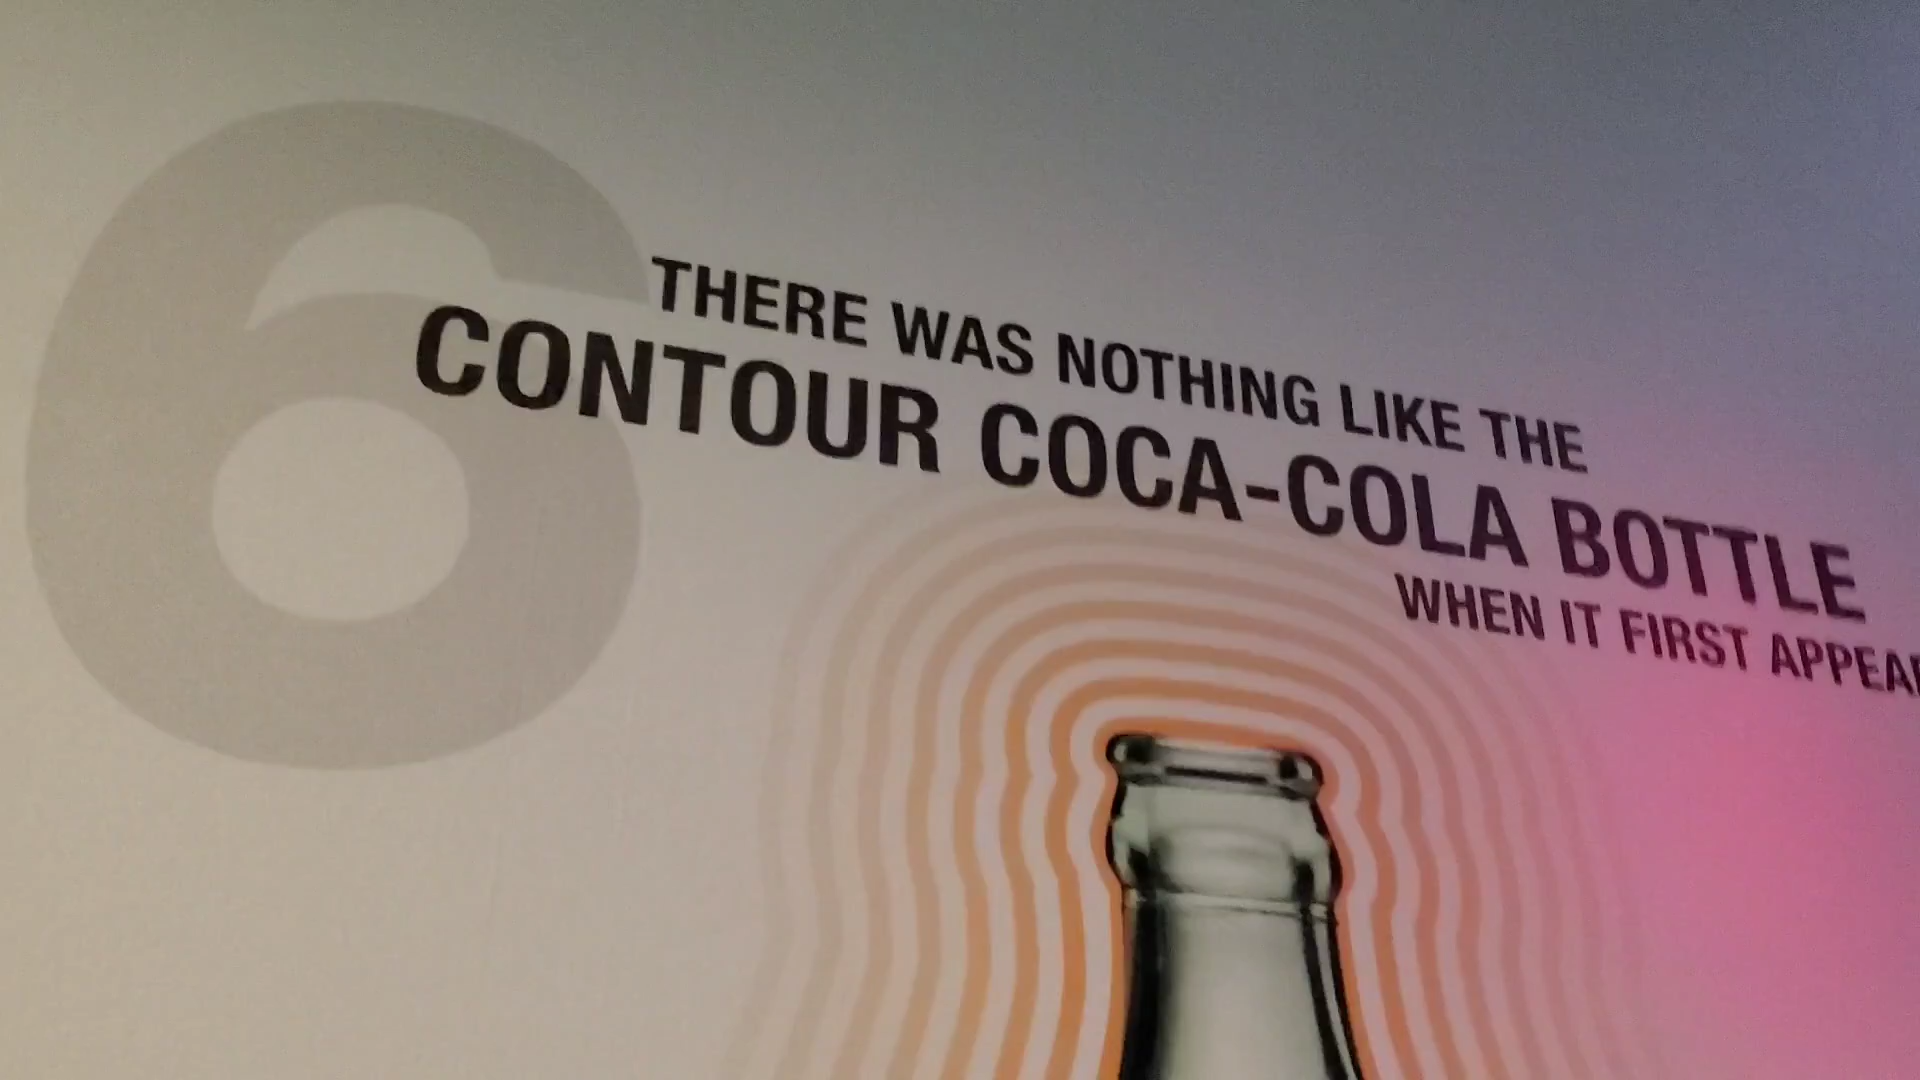 6
THERE WAS NOTHING LIKE THE
CONTOUR COCA-COLA BOTTLE
WHEN IT FIRST